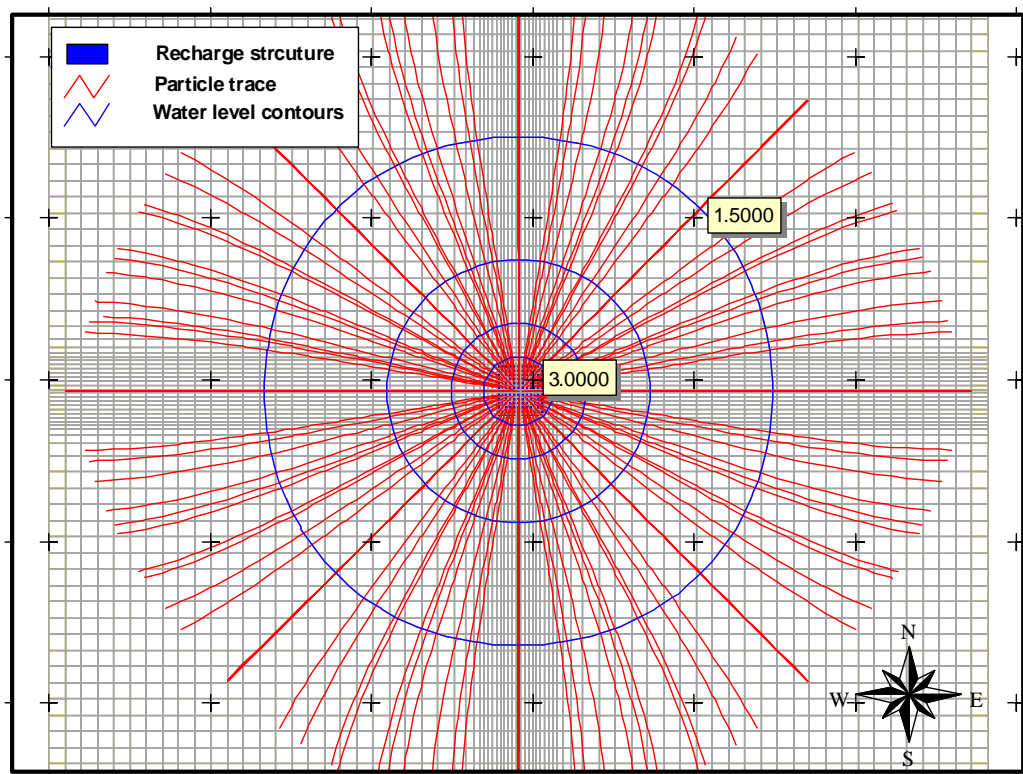 Recharge strcuture
Particle trace
Water level contours
1.5000
3.0000
N
W
E
S